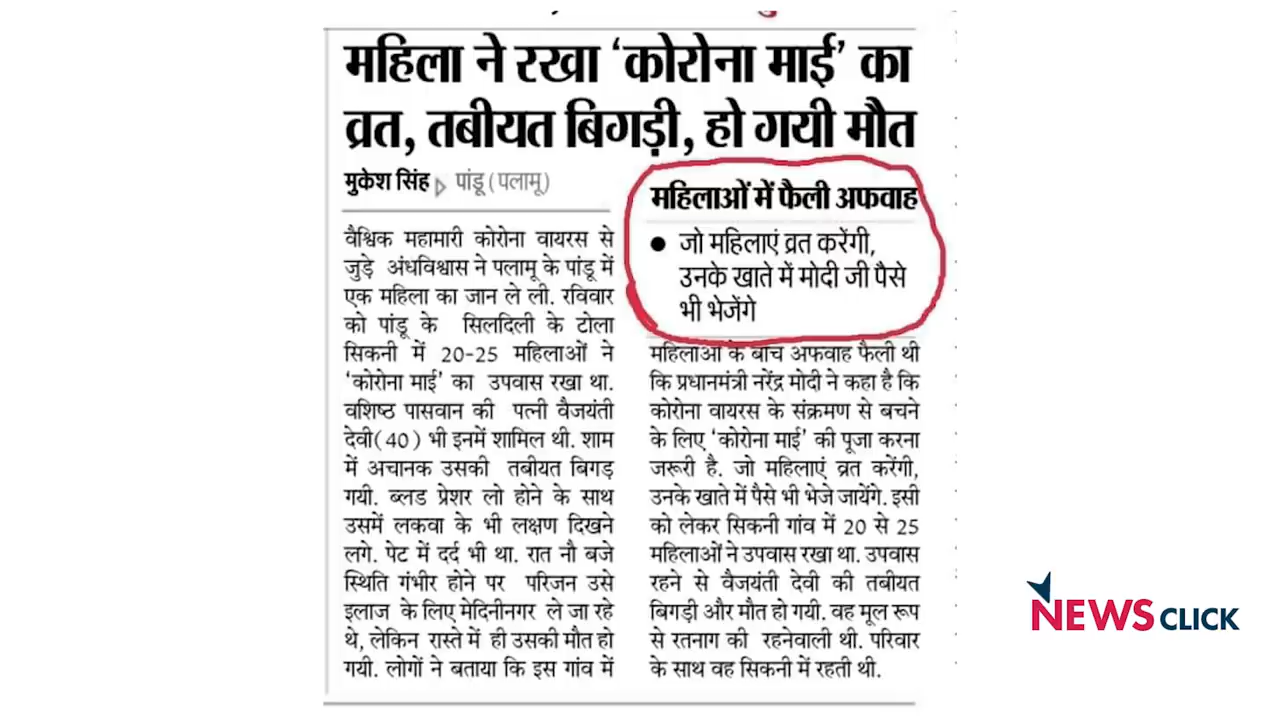 महिला ने रखा ‘कोरोना माई’ का
व्रत, तबीयत बिगड़ी, हो गयी मौत
मुकेश सिंह ▷ पांडू (पलामू)
वैश्विक महामारी कोरोना वायरस से
जुड़े अंधविश्वास ने पलामू के पांडू में
एक महिला का जान ले ली. रविवार
को पांडू के सिलदिली के टोला
सिकनी में 20-25 महिलाओं ने
‘कोरोना माई’ का उपवास रखा था.
वशिष्ठ पासवान की पत्नी वैजयंती
देवी(40) भी इनमें शामिल थी. शाम
में अचानक उसकी तबीयत बिगड़
गयी. ब्लड प्रेशर लो होने के साथ
उसमें लकवा के भी लक्षण दिखने
लगे. पेट में दर्द भी था. रात नौ बजे
स्थिति गंभीर होने पर परिजन उसे
इलाज के लिए मेदिनीनगर ले जा रहे
थे, लेकिन रास्ते में ही उसकी मौत हो
गयी. लोगों ने बताया कि इस गांव में
महिलाओं में फैली अफवाह
● जो महिलाएं व्रत करेंगी,
उनके खाते में मोदी जी पैसे
भी भेजेंगे
महिलाओं के बीच अफवाह फैली थी
कि प्रधानमंत्री नरेंद्र मोदी ने कहा है कि
कोरोना वायरस के संक्रमण से बचने
के लिए ‘कोरोना माई’ की पूजा करना
जरूरी है. जो महिलाएं व्रत करेंगी,
उनके खाते में पैसे भी भेजे जायेंगे. इसी
को लेकर सिकनी गांव में 20 से 25
महिलाओं ने उपवास रखा था. उपवास
रहने से वैजयंती देवी की तबीयत
बिगड़ी और मौत हो गयी. वह मूल रूप
से रतनाग की रहनेवाली थी. परिवार
के साथ वह सिकनी में रहती थी.
NEWSCLICK